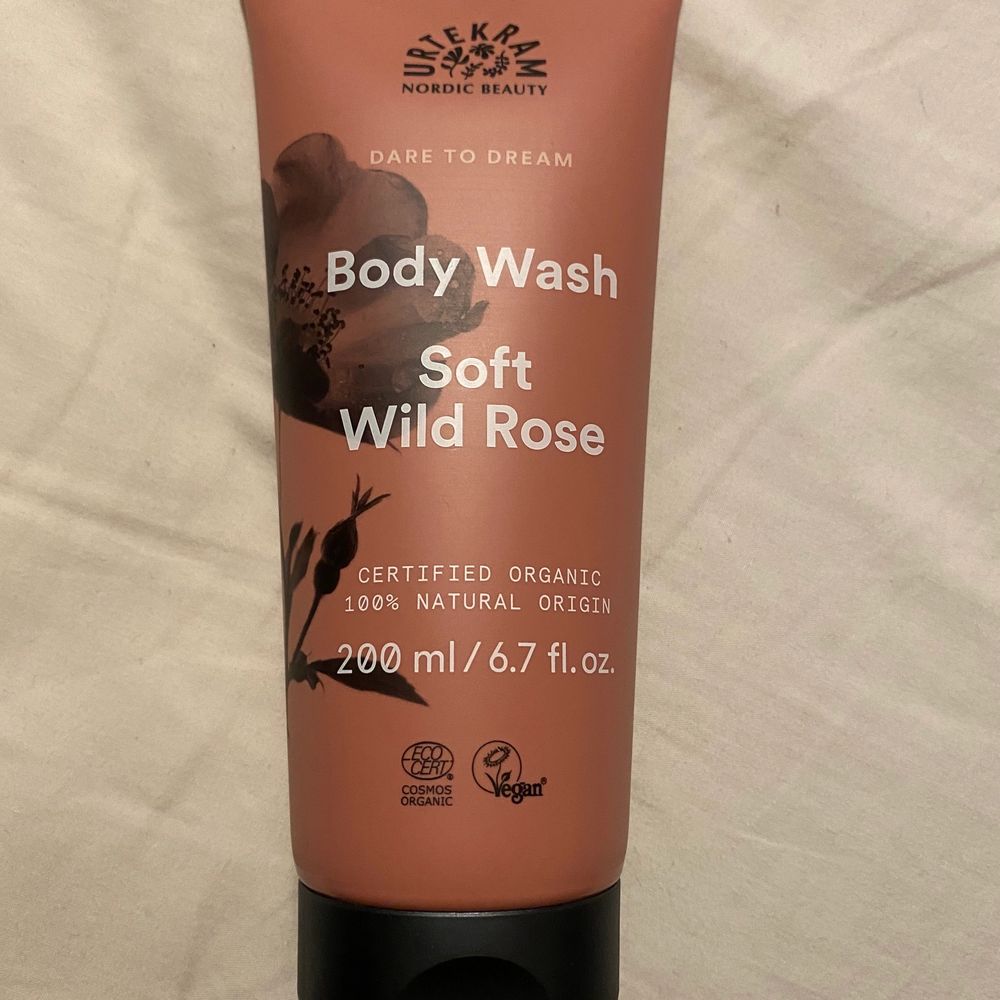 URTEKRAM
NORDIC BEAUTY
DARE TO DREAM
Body Wash
Soft
Wild Rose
CERTIFIED ORGANIC
100% NATURAL ORIGIN
200 ml / 6.7 fl. oz.
ECO
CERT®
COSMOS
ORGANIC
Vegan®